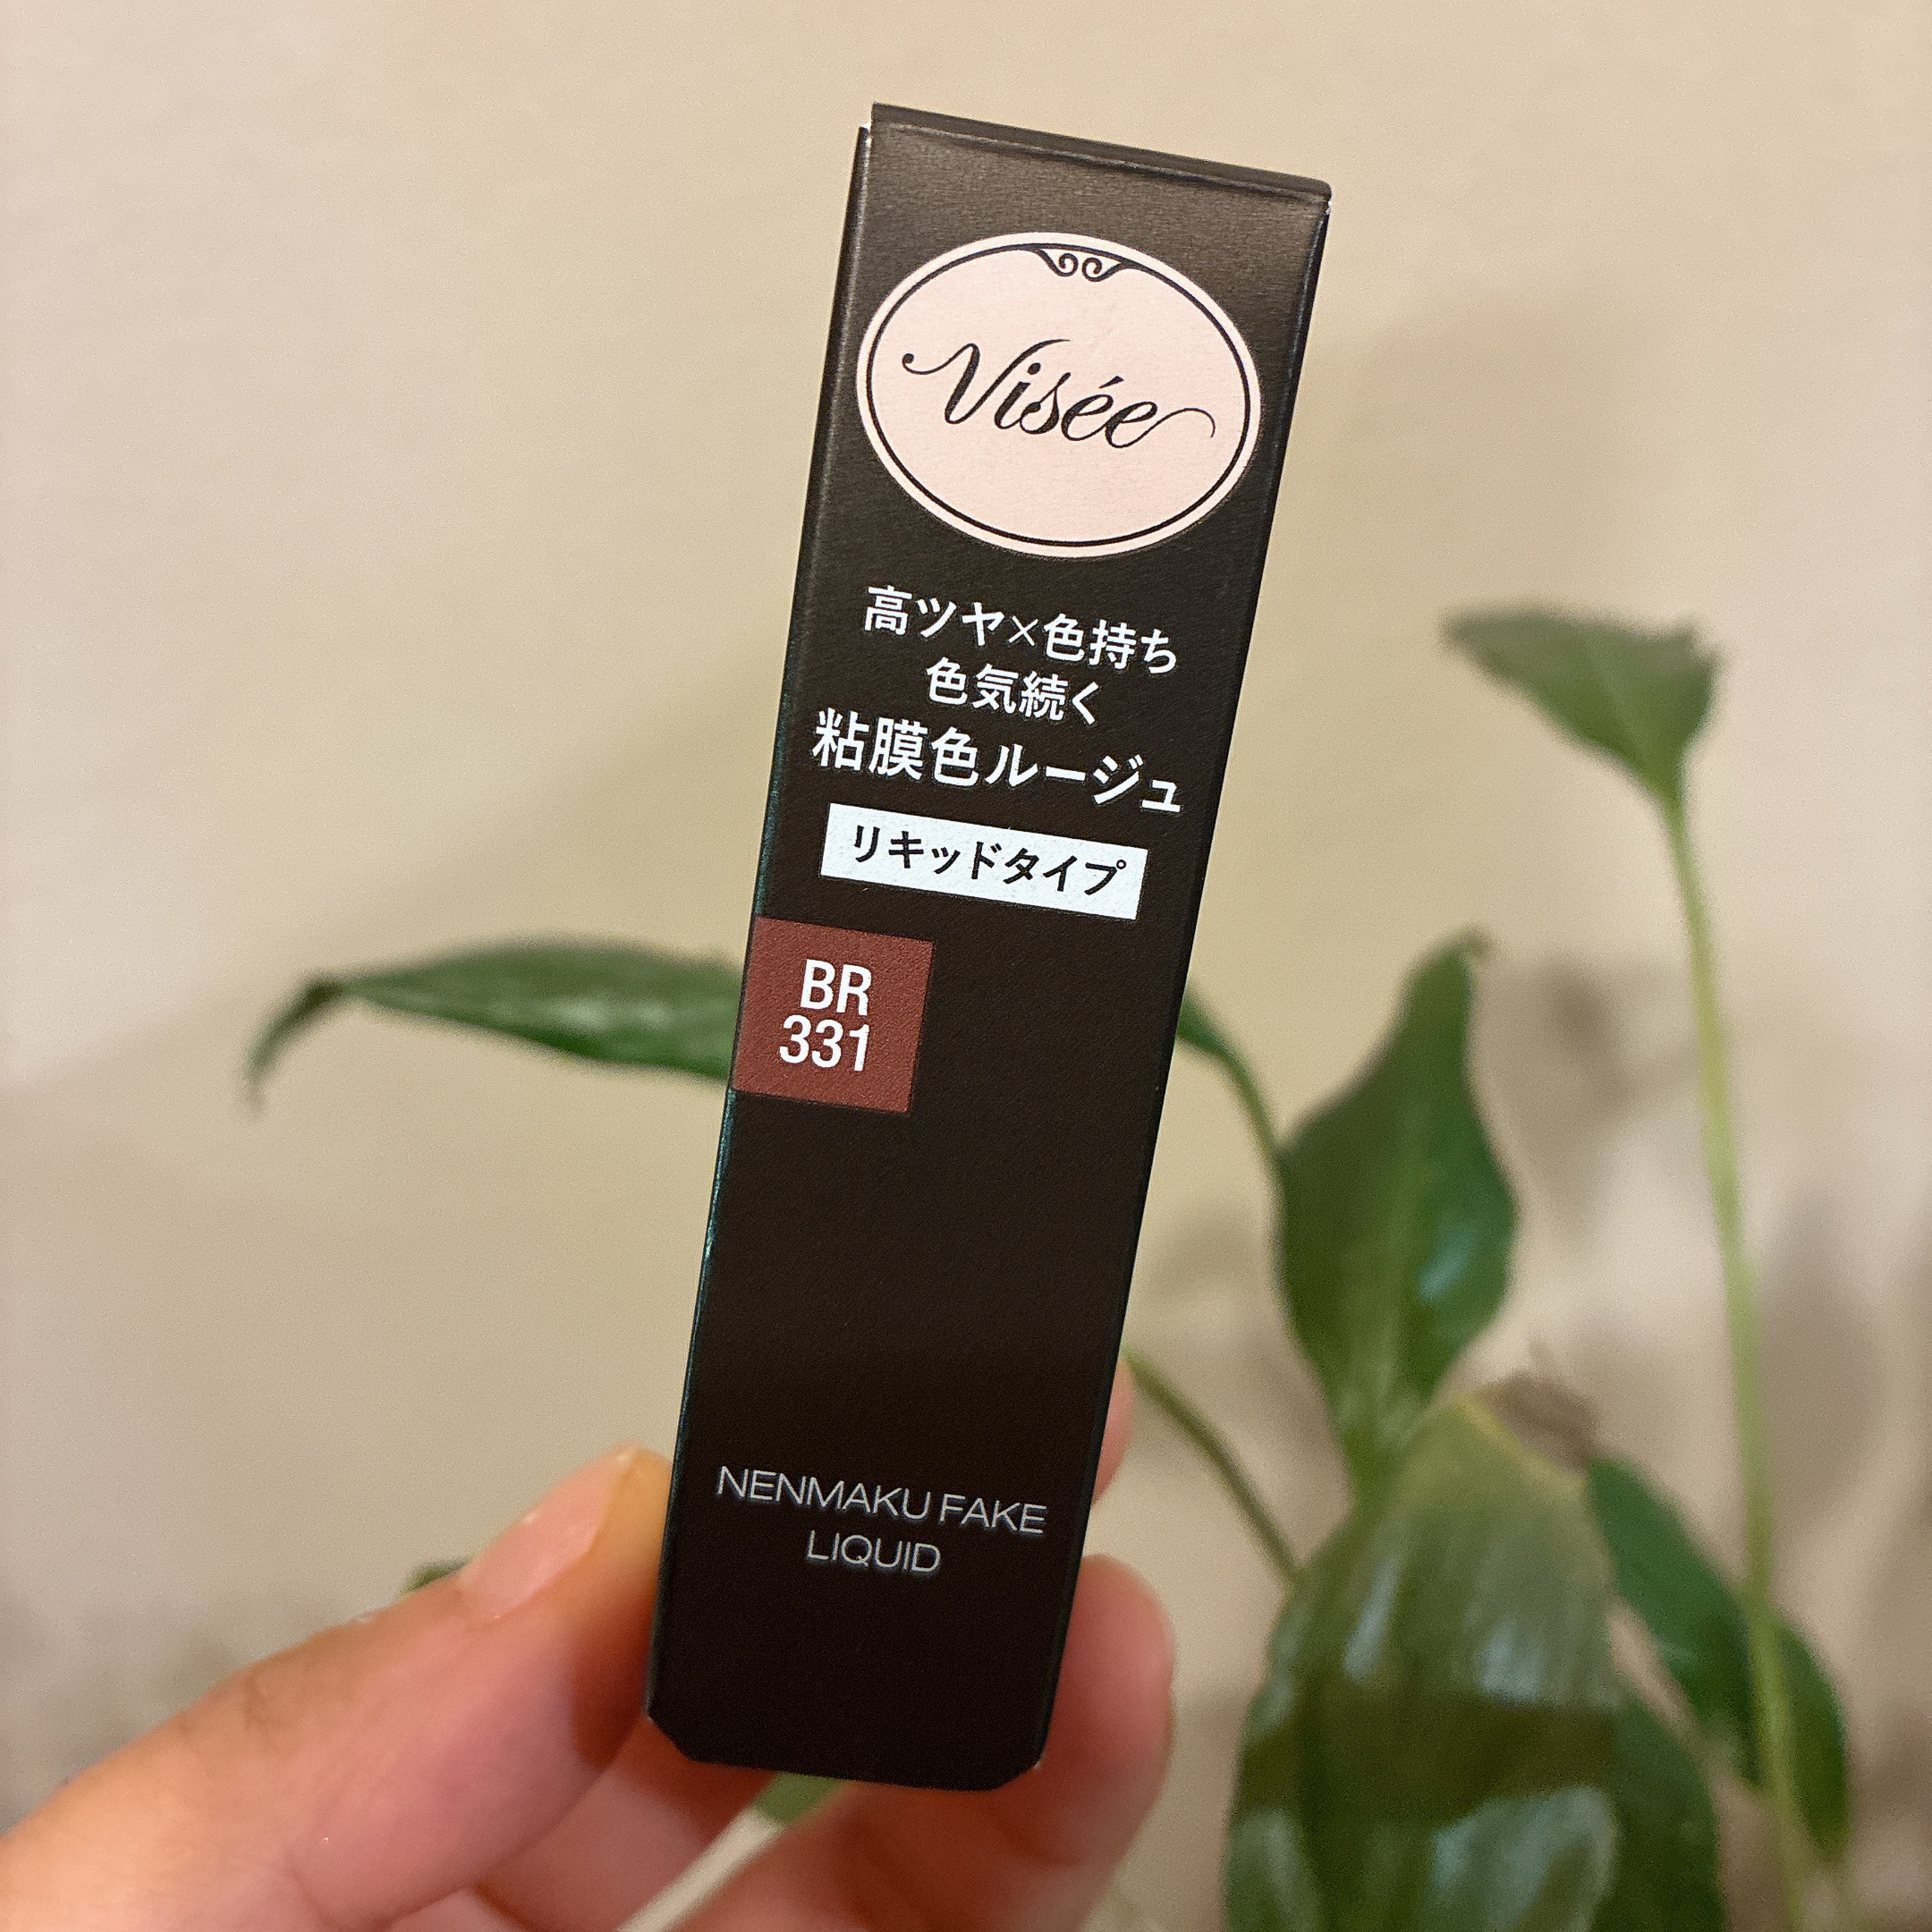 Visée
高ツヤ×色持ち
色気続く
粘膜色ルージュ
リキッドタイプ
BR
331
NENMAKU FAKE
LIQUID